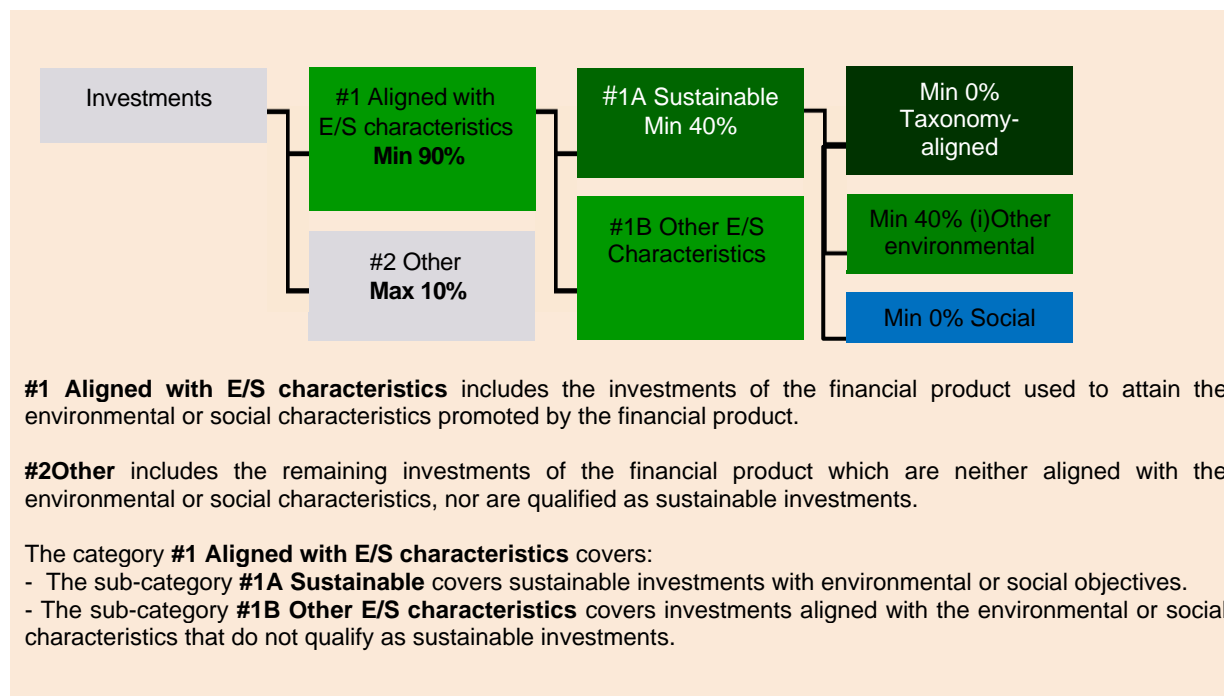 Investments
#1 Aligned with
E/S characteristics
Min 90%
#2 Other
Max 10%
#1A Sustainable
Min 40%
#1B Other E/S
Characteristics
Min 0%
Taxonomy-
aligned
Min 40% (i)Other
environmental
Min 0% Social
#1 Aligned with E/S characteristics includes the investments of the financial product used to attain the
environmental or social characteristics promoted by the financial product.
#2Other includes the remaining investments of the financial product which are neither aligned with the
environmental or social characteristics, nor are qualified as sustainable investments.
The category #1 Aligned with E/S characteristics covers:
- The sub-category #1A Sustainable covers sustainable investments with environmental or social objectives.
- The sub-category #1B Other E/S characteristics covers investments aligned with the environmental or social
characteristics that do not qualify as sustainable investments.